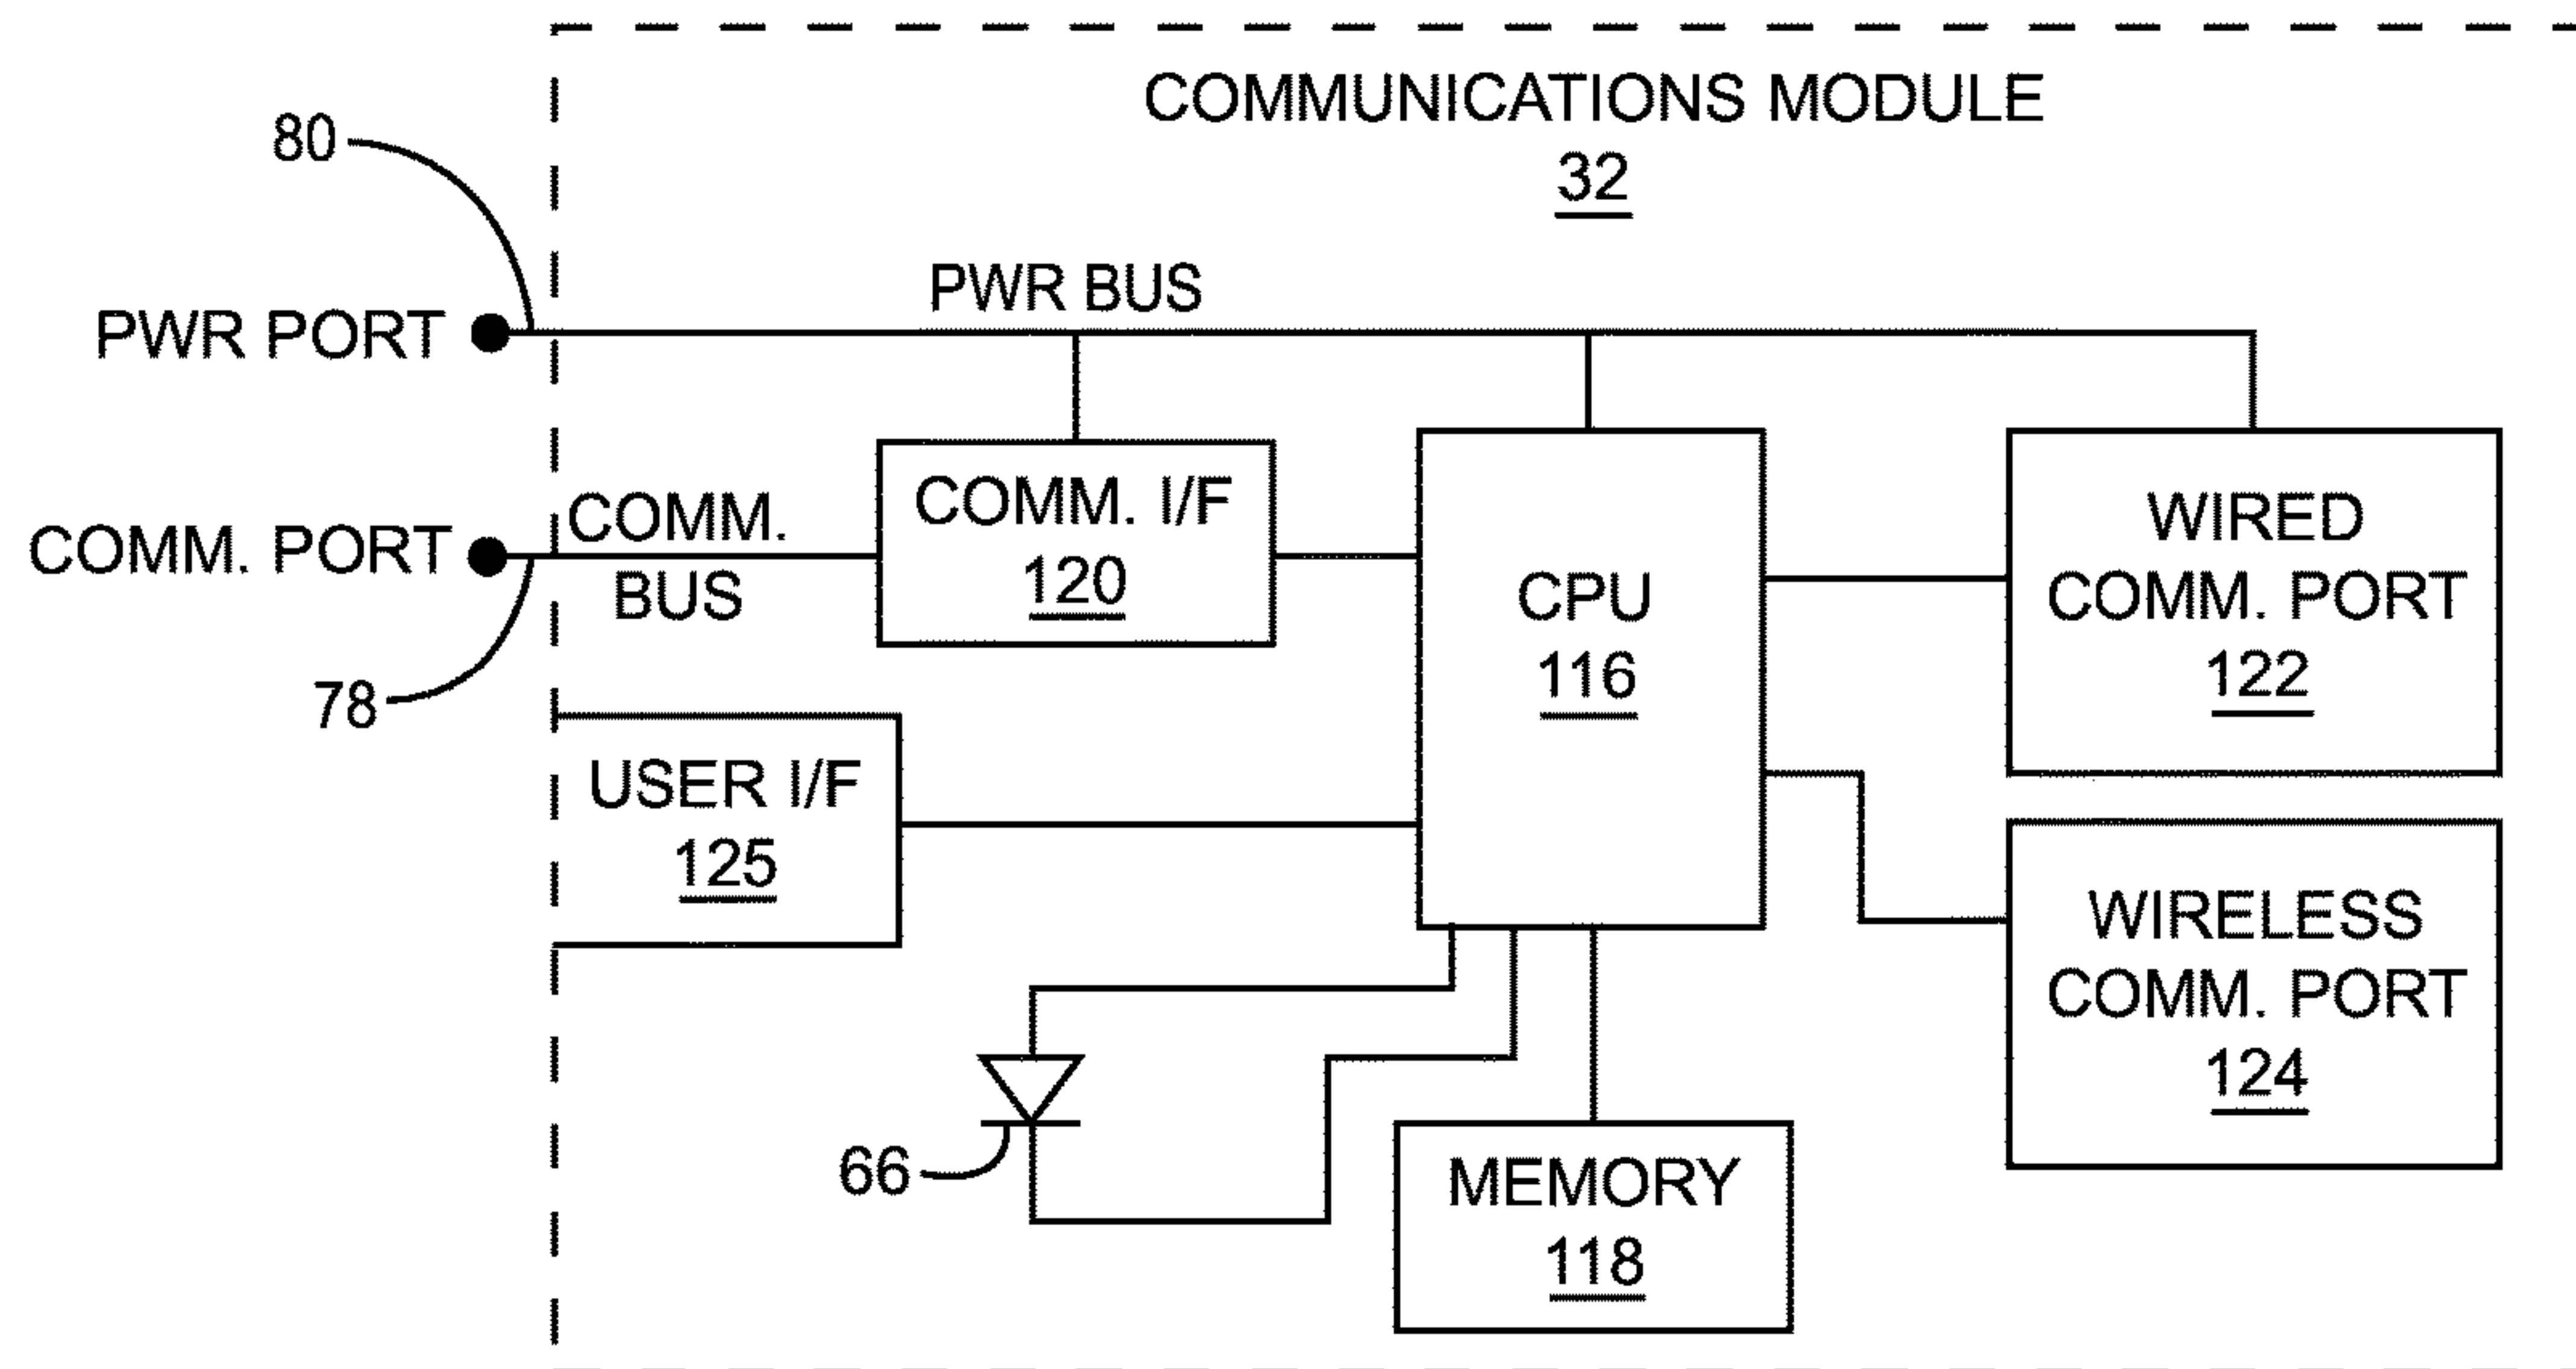 COMMUNICATIONS MODULE
32
80
PWR BUS
PWR PORT
COMM. PORT
COMM.
BUS
78
COMM. I/F
120
CPU
116
WIRED
COMM. PORT
122
USER I/F
125
WIRELESS
COMM. PORT
124
66
MEMORY
118